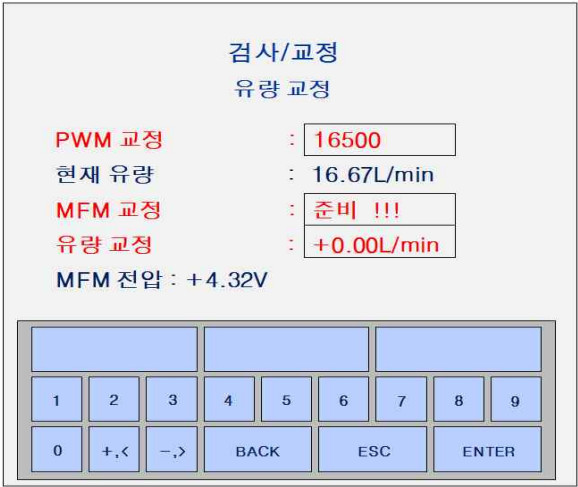 검사/교정
유량 교정
PWM 교정 : 16500
현재 유량 : 16.67L/min
MFM 교정 : 준비 !!!
유량 교정 : +0.00L/min
MFM 전압 : +4.32V
1 2 3 4 5 6 7 8 9
0 +,< -,> BACK ESC ENTER